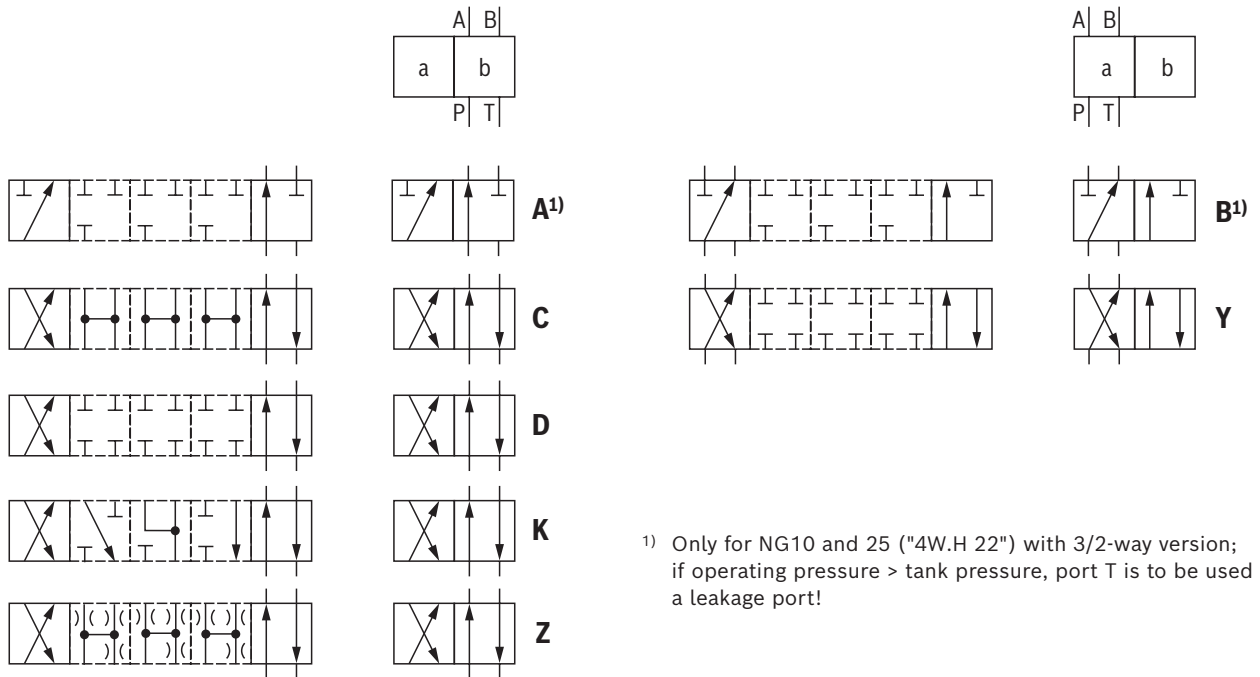 A B
a b
P T
A B
a b
P T
A1)
B1)
C
Y
D
K
1) Only for NG10 and 25 ("4W.H 22") with 3/2-way version;
if operating pressure > tank pressure, port T is to be used
a leakage port!
Z